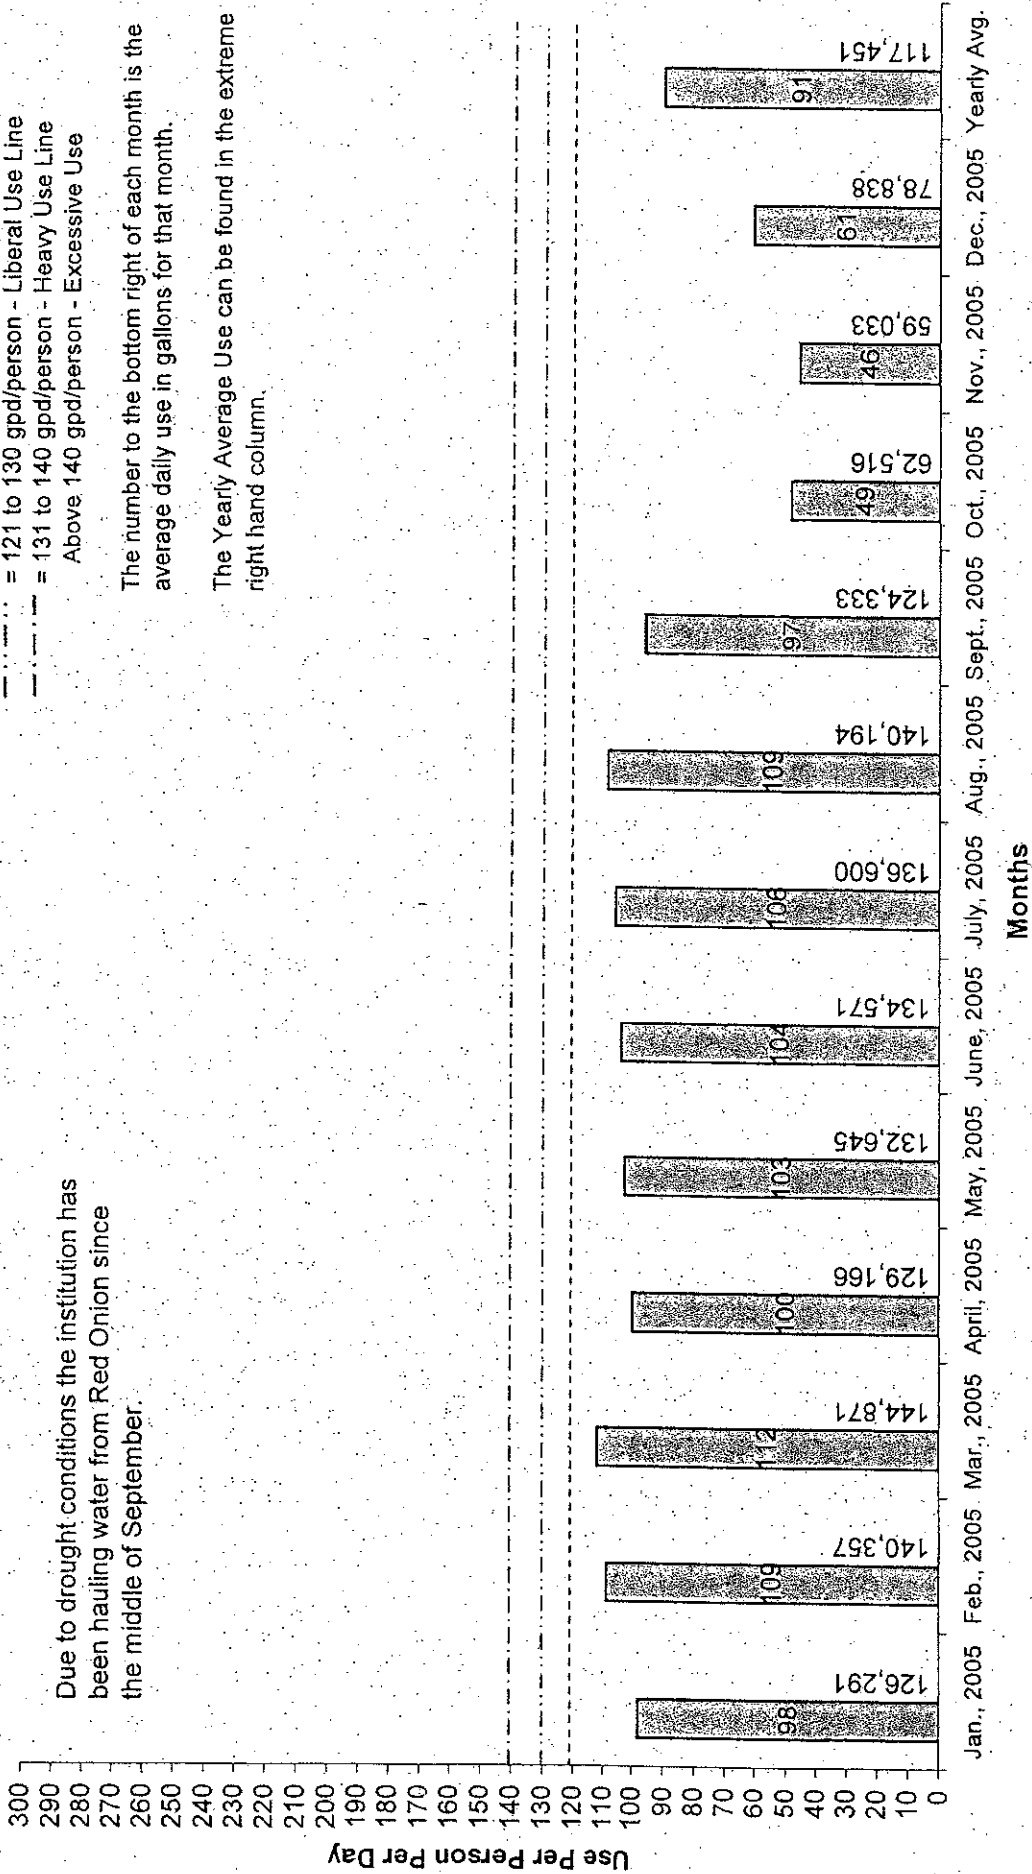 = 121 to 130 gpd/person - Liberal Use Line
= 131 to 140 gpd/person - Heavy Use Line
Above 140 gpd/person - Excessive Use
The number to the bottom right of each month is the
average daily use in gallons for that month.
The Yearly Average Use can be found in the extreme
right hand column.
Due to drought conditions the institution has
been hauling water from Red Onion since
the middle of September.
Use Per Person Per Day
300
290
280
270
260
250
240
230
220
210
200
190
180
170
160
150
140
130
120
110
100
90
80
70
60
50
40
30
20
10
0
98
109
112
100
103
104
106
109
97
49
46
61
91
126,291
140,357
144,871
129,166
132,645
134,571
136,600
140,194
124,333
62,516
59,033
78,838
117,451
Jan., 2005
Feb., 2005
Mar., 2005
April, 2005
May, 2005
June, 2005
July, 2005
Aug., 2005
Sept., 2005
Oct., 2005
Nov., 2005
Dec., 2005
Yearly Avg.
Months